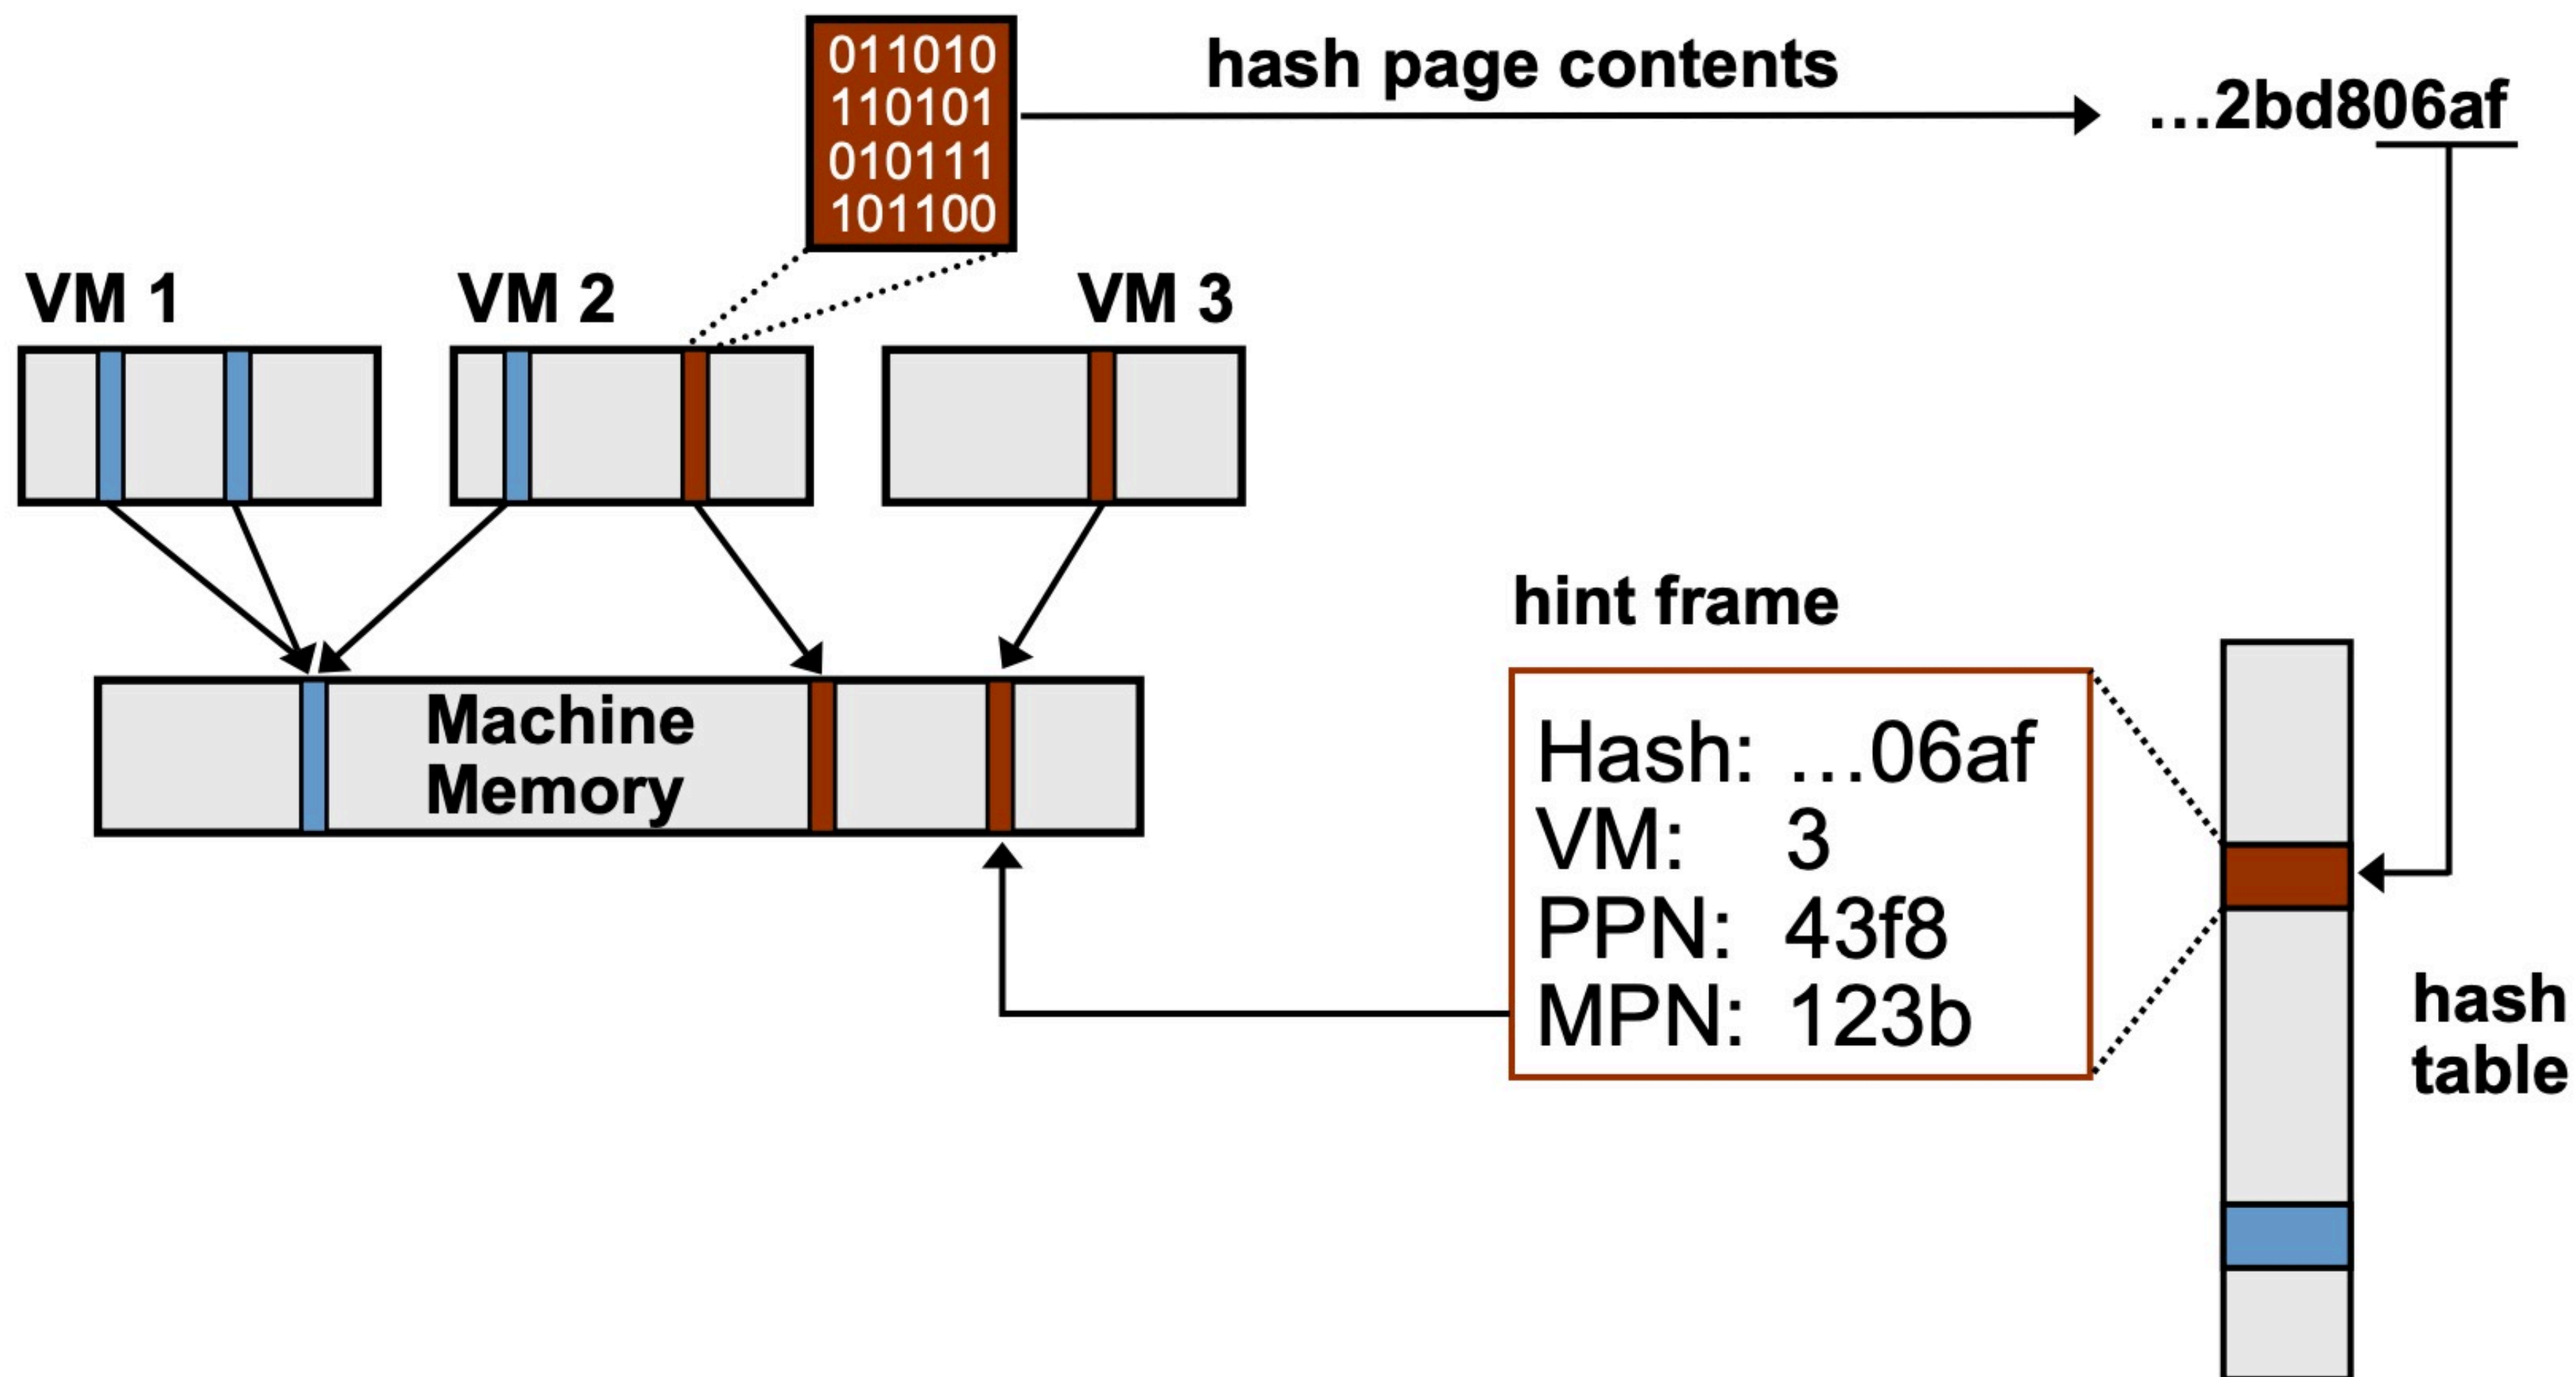 011010
110101
010111
101100
hash page contents
…2bd806af
VM 1
VM 2
VM 3
Machine
Memory
hint frame
Hash: …06af
VM: 3
PPN: 43f8
MPN: 123b
hash
table